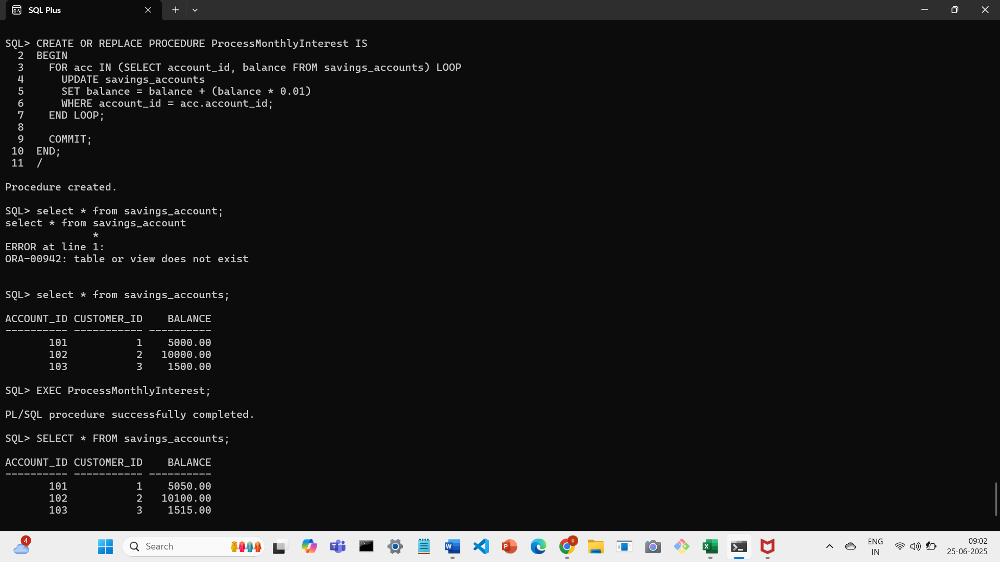 SQL Plus
SQL> CREATE OR REPLACE PROCEDURE ProcessMonthlyInterest IS
  2  BEGIN
  3    FOR acc IN (SELECT account_id, balance FROM savings_accounts) LOOP
  4      UPDATE savings_accounts
  5      SET balance = balance + (balance * 0.01)
  6      WHERE account_id = acc.account_id;
  7    END LOOP;
  8
  9    COMMIT;
 10  END;
 11  /
Procedure created.
SQL> select * from savings_account;
select * from savings_account
              *
ERROR at line 1:
ORA-00942: table or view does not exist
SQL> select * from savings_accounts;
ACCOUNT_ID CUSTOMER_ID    BALANCE
---------- ----------- ----------
       101           1    5000.00
       102           2   10000.00
       103           3    1500.00
SQL> EXEC ProcessMonthlyInterest;
PL/SQL procedure successfully completed.
SQL> SELECT * FROM savings_accounts;
ACCOUNT_ID CUSTOMER_ID    BALANCE
---------- ----------- ----------
       101           1    5050.00
       102           2   10100.00
       103           3    1515.00
4
Search
ENG
IN
09:02
25-06-2025